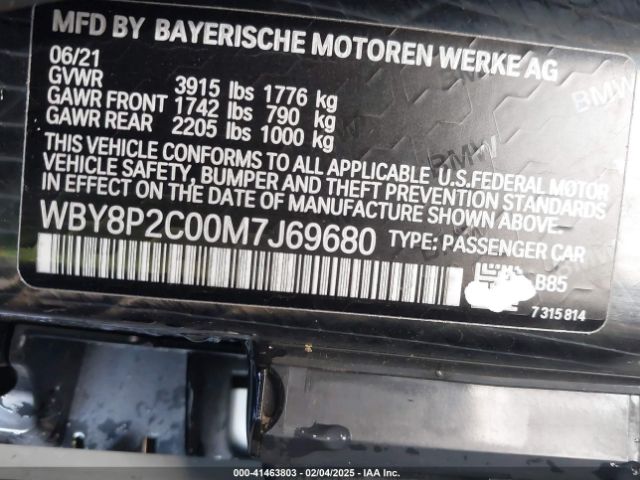 MFD BY BAYERISCHE MOTOREN WERKE AG
06/21
GVWR 3915 lbs 1776 kg
GAWR FRONT 1742 lbs 790 kg
GAWR REAR 2205 lbs 1000 kg
THIS VEHICLE CONFORMS TO ALL APPLICABLE U.S.FEDERAL MOTOR
VEHICLE SAFETY, BUMPER AND THEFT PREVENTION STANDARDS
IN EFFECT ON THE DATE OF MANUFACTURE SHOWN ABOVE.
WBY8P2C00M7J69680 TYPE: PASSENGER CAR
B85
7 315 814
BMW
BMW
BMW
000-41463803 - 02/04/2025 - IAA Inc.